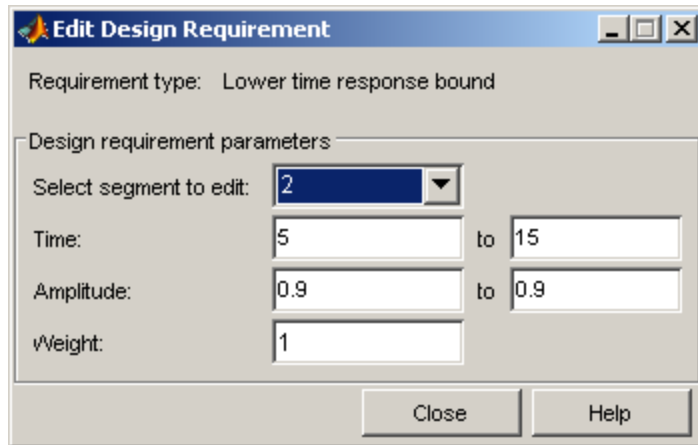 Edit Design Requirement
Requirement type: Lower time response bound
Design requirement parameters
Select segment to edit: 2
Time: 5 to 15
Amplitude: 0.9 to 0.9
Weight: 1
Close Help